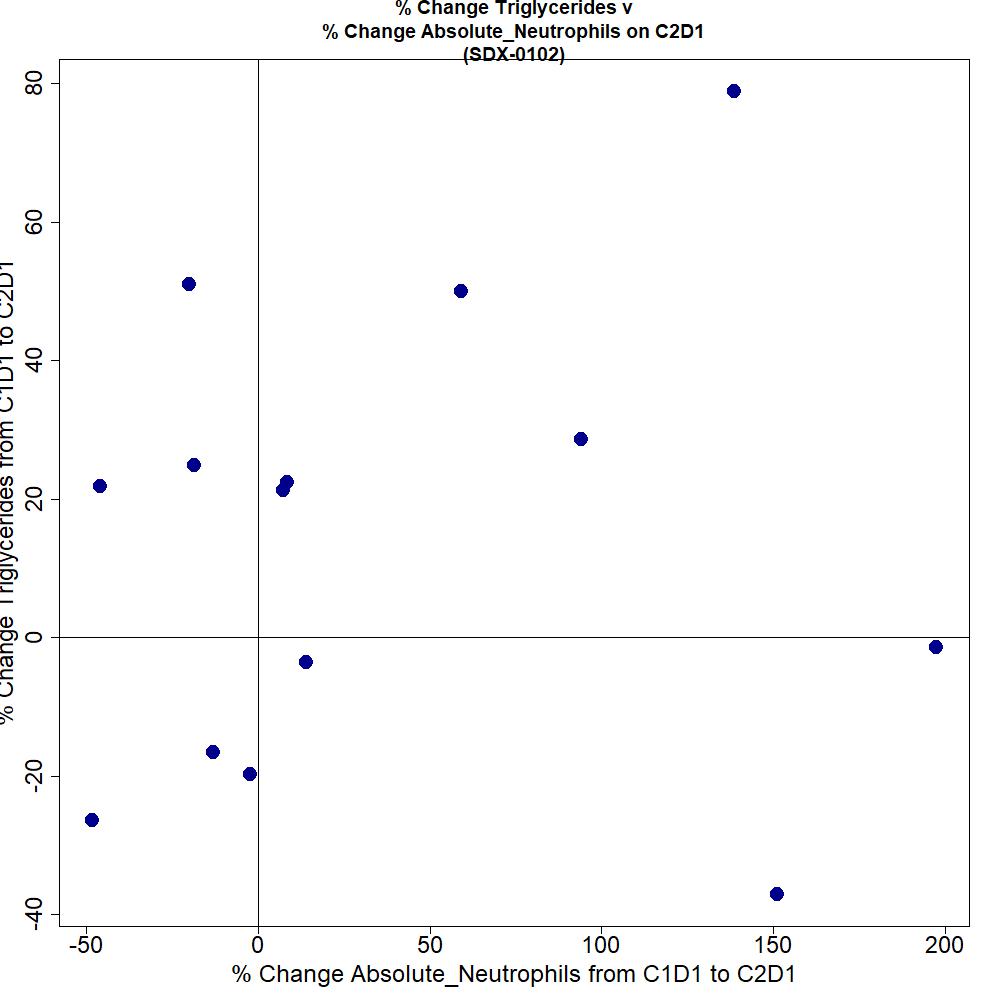 % Change Triglycerides v
% Change Absolute_Neutrophils on C2D1
(SDX-0102)
% Change Triglycerides from C1D1 to C2D1
80
60
40
20
0
-20
-40
-50
0
50
100
150
200
% Change Absolute_Neutrophils from C1D1 to C2D1